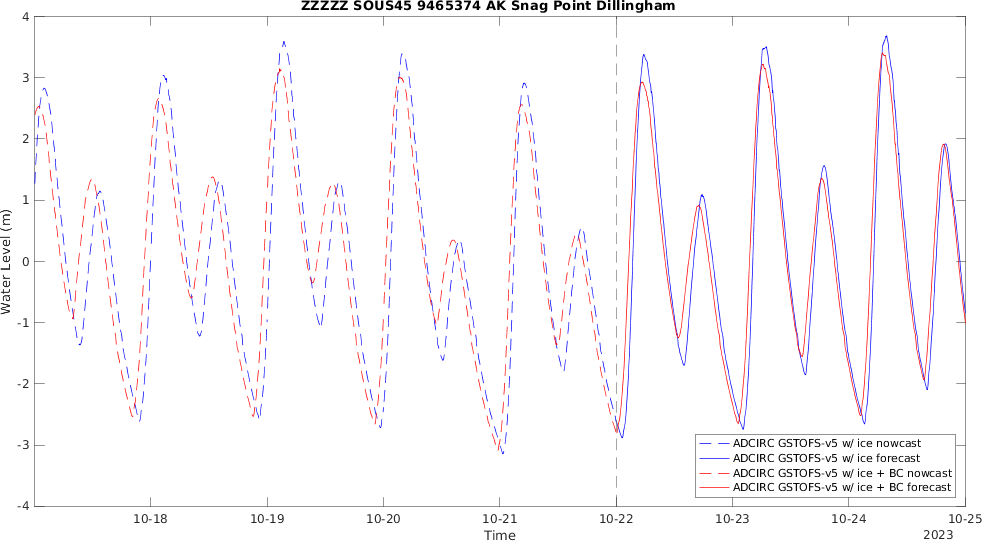 ZZZZZ SOUS45 9465374 AK Snag Point Dillingham
Water Level (m)
4
3
2
1
0
-1
-2
-3
-4
ADCIRC GSTOFS-v5 w/ ice nowcast
ADCIRC GSTOFS-v5 w/ ice forecast
ADCIRC GSTOFS-v5 w/ ice + BC nowcast
ADCIRC GSTOFS-v5 w/ ice + BC forecast
10-18 10-19 10-20 10-21 10-22 10-23 10-24 10-25
Time
2023